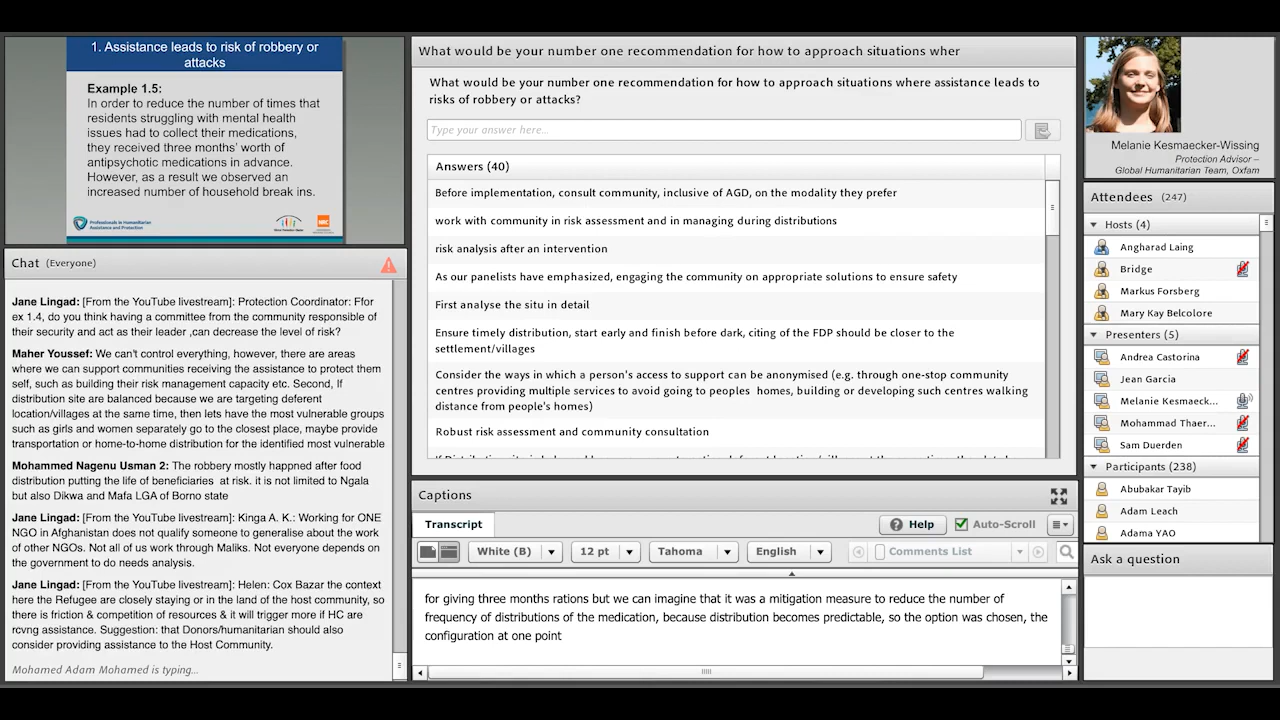 1. Assistance leads to risk of robbery or
attacks
Example 1.5:
In order to reduce the number of times that
residents struggling with mental health
issues had to collect their medications,
they received three months' worth of
antipsychotic medications in advance.
However, as a result we observed an
increased number of household break ins.
Professionals in Humanitarian
Assistance and Protection
NRC
Chat (Everyone)
Jane Lingad: [From the YouTube livestream]: Protection Coordinator: Ffor
ex 1.4, do you think having a committee from the community responsible of
their security and act as their leader ,can decrease the level of risk?
Maher Youssef: We can't control everything, however, there are areas
where we can support communities receiving the assistance to protect them
self, such as building their risk management capacity etc. Second, If
distribution site are balanced because we are targeting deferent
location/villages at the same time, then lets have the most vulnerable groups
such as girls and women separately go to the closest place, maybe provide
transportation or home-to-home distribution for the identified most vulnerable
Mohammed Nagenu Usman 2: The robbery mostly happned after food
distribution putting the life of beneficiaries at risk. it is not limited to Ngala
but also Dikwa and Mafa LGA of Borno state
Jane Lingad: [From the YouTube livestream]: Kinga A. K.: Working for ONE
NGO in Afghanistan does not qualify someone to generalise about the work
of other NGOs. Not all of us work through Maliks. Not everyone depends on
the government to do needs analysis.
Jane Lingad: [From the YouTube livestream]: Helen: Cox Bazar the context
here the Refugee are closely staying or in the land of the host community, so
there is friction & competition of resources & it will trigger more if HC are
rcvng assistance. Suggestion: that Donors/humanitarian should also
consider providing assistance to the Host Community.
Mohamed Adam Mohamed is typing...
What would be your number one recommendation for how to approach situations wher
What would be your number one recommendation for how to approach situations where assistance leads to
risks of robbery or attacks?
Type your answer here...
Answers (40)
Before implementation, consult community, inclusive of AGD, on the modality they prefer
work with community in risk assessment and in managing during distribution
risk analysis after an intervention
As our panelists have emphasized, engaging the community on appropriate solutions to ensure safety
First analyse the situ in detail
Ensure timely distribution, start early and finish before dark, citing of the FDP should be closer to the
settlement/villages
Consider the ways in which a person's access to support can be anonymised (e.g. through one-stop community
centres providing multiple services to avoid going to peoples homes, building or developing such centres walking
distance from people's homes)
Robust risk assessment and community consultation
Captions
Transcript
Help
Auto-Scroll
White (B)
12 pt
Tahoma
English
Comments List
for giving three months rations but we can imagine that it was a mitigation measure to reduce the number of
frequency of distributions of the medication, because distribution becomes predictable, so the option was chosen, the
configuration at one point
Melanie Kesmaecker-Wissing
Protection Advisor –
Global Humanitarian Team, Oxfam
Attendees (247)
Hosts (4)
Angharad Laing
Bridge
Markus Forsberg
Mary Kay Belcolore
Presenters (5)
Andrea Castorina
Jean Garcia
Melanie Kesmaeck...
Mohammad Thaer...
Sam Duerden
Participants (238)
Abubakar Tayib
Adam Leach
Adama YAO
Ask a question